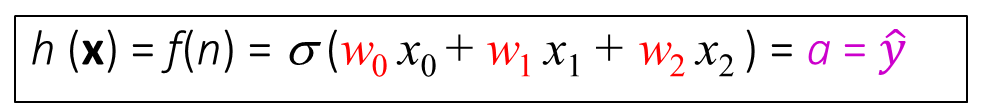 h (x) = f(n) = σ(w₀ x₀ + w₁ x₁ + w₂ x₂ ) = a = ŷ